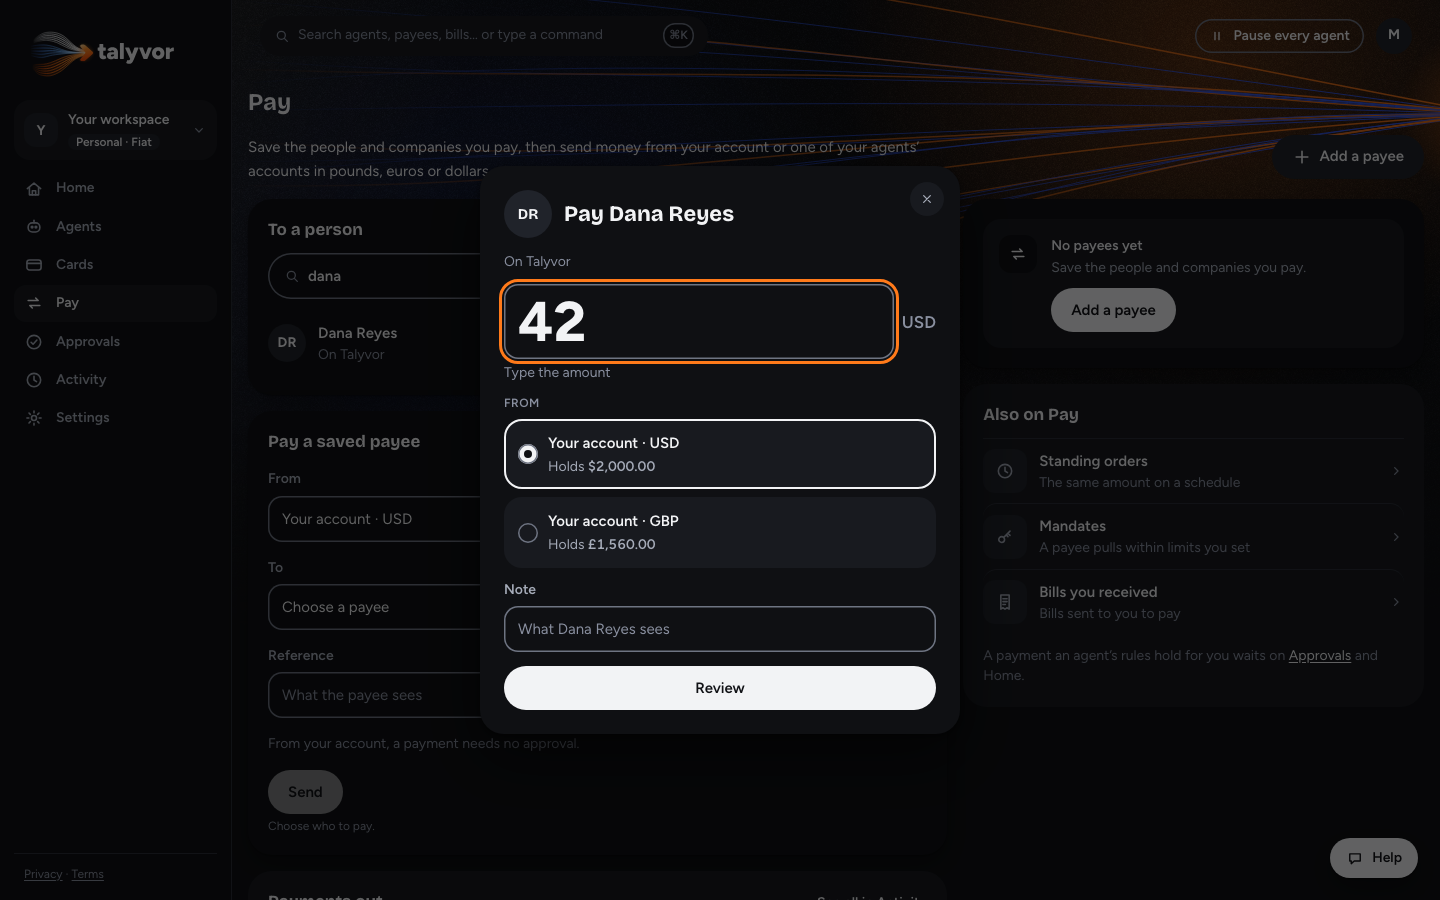 talyvor
Search agents, payees, bills... or type a command
⌘K
Pause every agent
M
Y
Your workspace
Personal · Fiat
Home
Agents
Cards
Pay
Approvals
Activity
Settings
Privacy · Terms
Pay
Save the people and companies you pay, then send money from your account or one of your agents’
accounts in pounds, euros or dollars
Add a payee
To a person
dana
DR
Dana Reyes
On Talyvor
Pay a saved payee
From
Your account · USD
To
Choose a payee
Reference
What the payee sees
From your account, a payment needs no approval.
Send
Choose who to pay.
DR
Pay Dana Reyes
On Talyvor
42
USD
Type the amount
FROM
Your account · USD
Holds $2,000.00
Your account · GBP
Holds £1,560.00
Note
What Dana Reyes sees
Review
No payees yet
Save the people and companies you pay.
Add a payee
Also on Pay
Standing orders
The same amount on a schedule
Mandates
A payee pulls within limits you set
Bills you received
Bills sent to you to pay
A payment an agent’s rules hold for you waits on Approvals and
Home.
Help